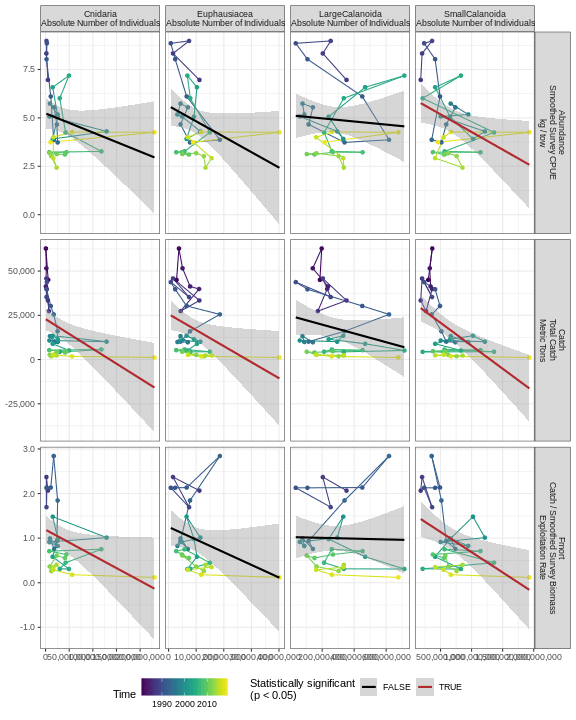 Cnidaria
Absolute Number of Individuals
Euphausiacea
Absolute Number of Individuals
LargeCalanoida
Absolute Number of Individuals
SmallCalanoida
Absolute Number of Individuals
7.5
5.0
2.5
0.0
Abundance
Smoothed Survey CPUE
kg / tow
50,000
25,000
0
-25,000
Catch
Total Catch
Metric Tons
3.0
2.0
1.0
0.0
-1.0
Fmort
Catch / Smoothed Survey Biomass
Exploitation Rate
Time
1990 2000 2010
Statistically significant
(p < 0.05)
FALSE
TRUE